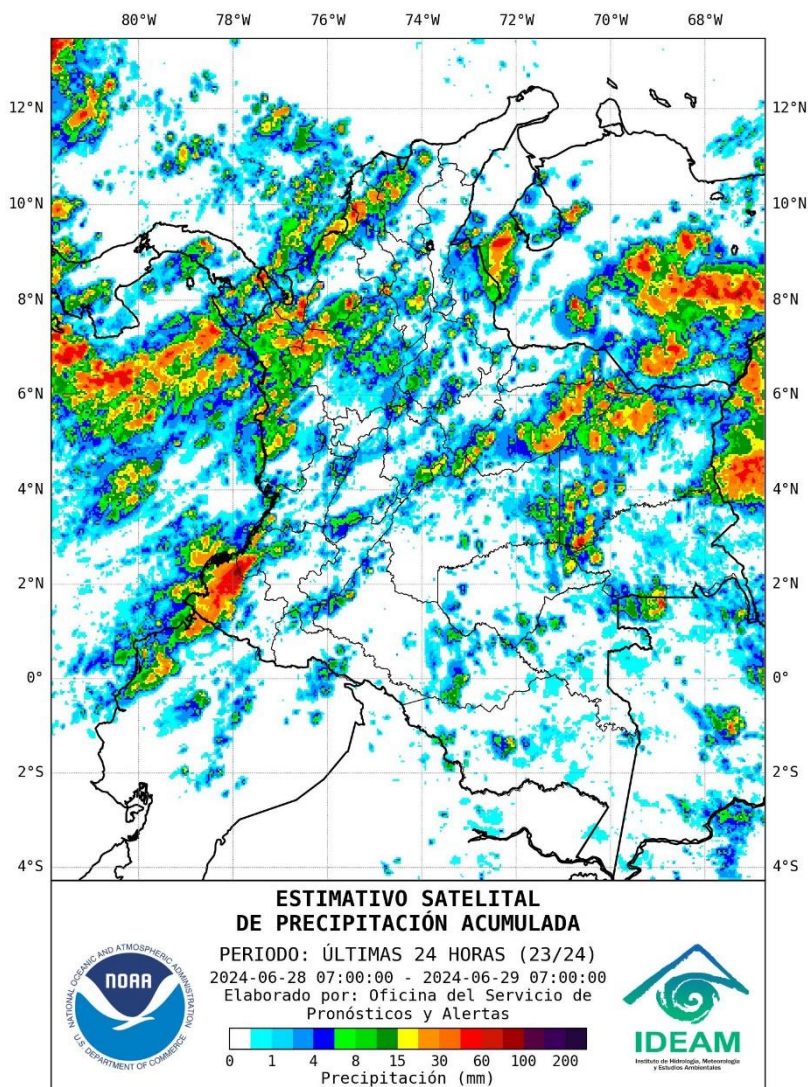 80°W 78°W 76°W 74°W 72°W 70°W 68°W
12°N 12°N
10°N 10°N
8°N 8°N
6°N 6°N
4°N 4°N
2°N 2°N
0° 0°
2°S 2°S
4°S 4°S
ESTIMATIVO SATELITAL
DE PRECIPITACIÓN ACUMULADA
PERIODO: ÚLTIMAS 24 HORAS (23/24)
2024-06-28 07:00:00 - 2024-06-29 07:00:00
Elaborado por: Oficina del Servicio de
Pronósticos y Alertas
0 1 4 8 15 30 60 100 200
Precipitación (mm)
NATIONAL OCEANIC AND ATMOSPHERIC ADMINISTRATION
NOAA
U.S. DEPARTMENT OF COMMERCE
IDEAM
Instituto de Hidrología, Meteorología
y Estudios Ambientales